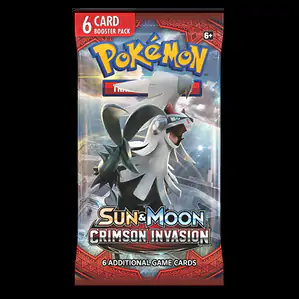 6 CARD
BOOSTER PACK
6+
POKéMON
SUN & MOON
CRIMSON INVASION
6 ADDITIONAL GAME CARDS